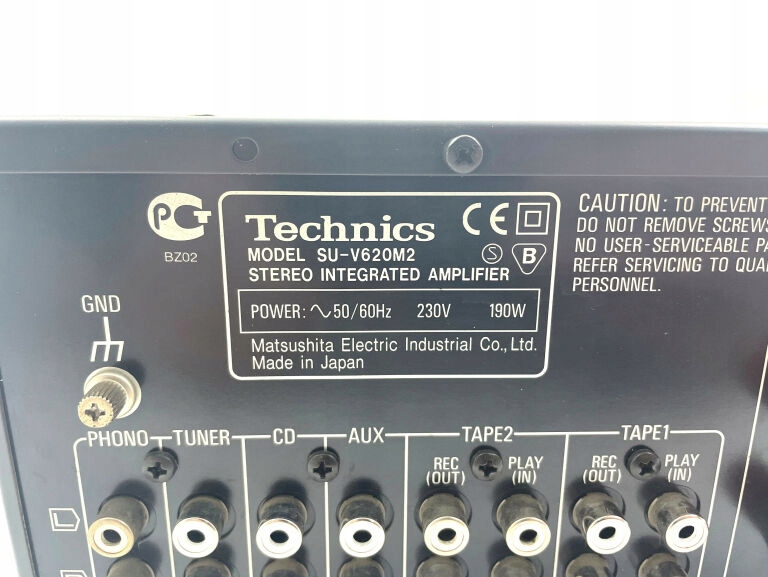 PCT
BZ02
Technics
CE
MODEL SU-V620M2
S
B
STEREO INTEGRATED AMPLIFIER
POWER: ∿50/60Hz 230V 190W
Matsushita Electric Industrial Co., Ltd.
Made in Japan
CAUTION: TO PREVENT
DO NOT REMOVE SCREWS
NO USER-SERVICEABLE
REFER SERVICING TO
PERSONNEL.
GND
PHONO
TUNER
CD
AUX
TAPE2
TAPE1
REC
(OUT)
PLAY
(IN)
REC
(OUT)
PLAY
(IN)
L